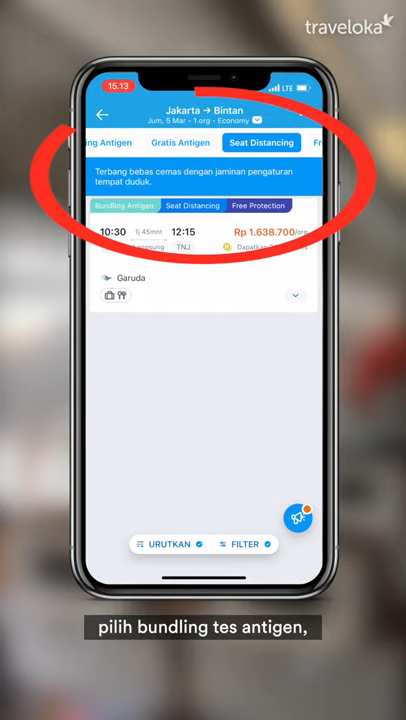 traveloka
15.13
LTE
Jakarta → Bintan
Jum, 5 Mar • 1 org • Economy
Antigen
Gratis Antigen
Seat Distancing
Terbang bebas cemas dengan jaminan pengaturan
tempat duduk.
Bundling Antigen
Seat Distancing
Free Protection
10:30
1j 45mnt
12:15
Rp 1.638.700/org
TNJ
Dapatkan
Garuda
URUTKAN
FILTER
pilih bundling tes antigen,